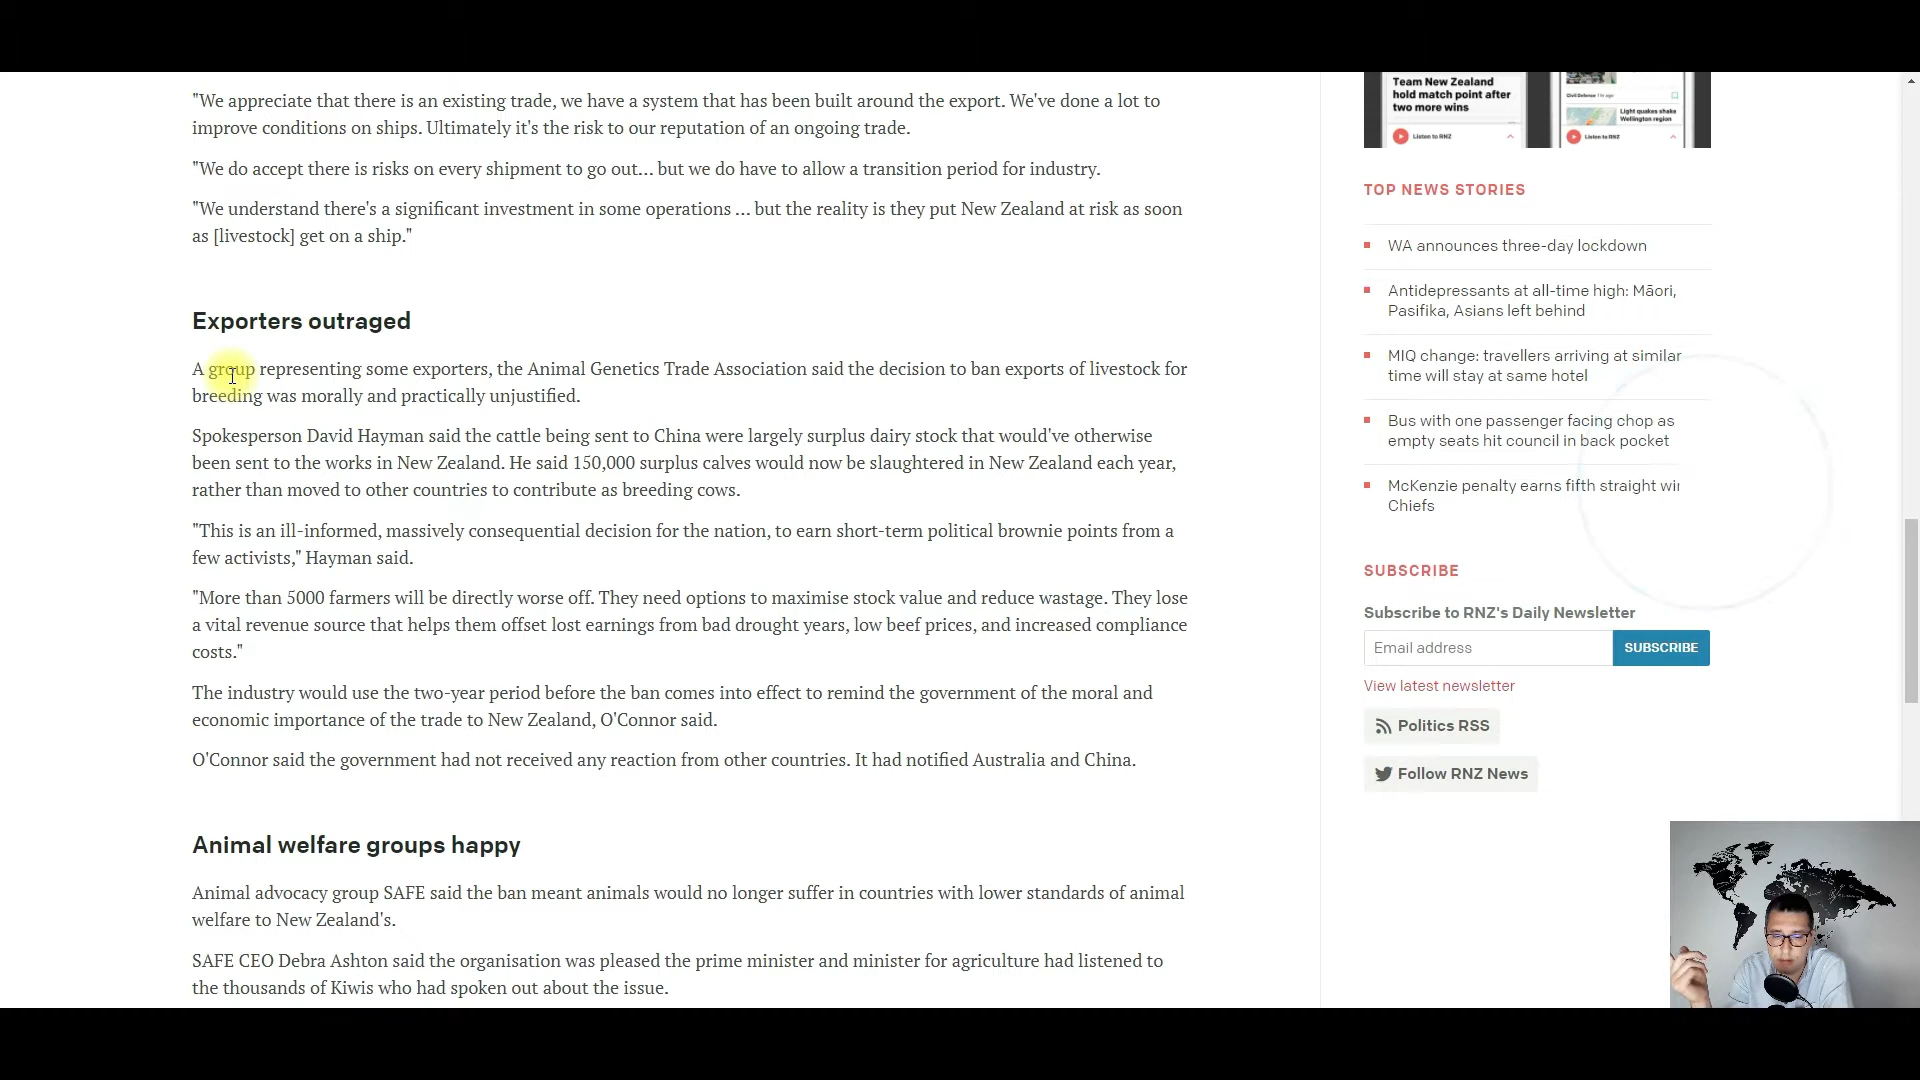 "We appreciate that there is an existing trade, we have a system that has been built around the export. We've done a lot to
improve conditions on ships. Ultimately it's the risk to our reputation of an ongoing trade.
"We do accept there is risks on every shipment to go out... but we do have to allow a transition period for industry.
"We understand there's a significant investment in some operations ... but the reality is they put New Zealand at risk as soon
as [livestock] get on a ship."
Exporters outraged
A group representing some exporters, the Animal Genetics Trade Association said the decision to ban exports of livestock for
breeding was morally and practically unjustified.
Spokesperson David Hayman said the cattle being sent to China were largely surplus dairy stock that would've otherwise
been sent to the works in New Zealand. He said 150,000 surplus calves would now be slaughtered in New Zealand each year,
rather than moved to other countries to contribute as breeding cows.
"This is an ill-informed, massively consequential decision for the nation, to earn short-term political brownie points from a
few activists," Hayman said.
"More than 5000 farmers will be directly worse off. They need options to maximise stock value and reduce wastage. They lose
a vital revenue source that helps them offset lost earnings from bad drought years, low beef prices, and increased compliance
costs."
The industry would use the two-year period before the ban comes into effect to remind the government of the moral and
economic importance of the trade to New Zealand, O'Connor said.
O'Connor said the government had not received any reaction from other countries. It had notified Australia and China.
Animal welfare groups happy
Animal advocacy group SAFE said the ban meant animals would no longer suffer in countries with lower standards of animal
welfare to New Zealand's.
SAFE CEO Debra Ashton said the organisation was pleased the prime minister and minister for agriculture had listened to
the thousands of Kiwis who had spoken out about the issue.
Team New Zealand
hold match point after
two more wins
Listen to RNZ
Civil Defence 1hr ago
Light quakes shake
Wellington region
Listen to RNZ
TOP NEWS STORIES
WA announces three-day lockdown
Antidepressants at all-time high: Māori,
Pasifika, Asians left behind
MIQ change: travellers arriving at similar
time will stay at same hotel
Bus with one passenger facing chop as
empty seats hit council in back pocket
McKenzie penalty earns fifth straight wi
Chiefs
SUBSCRIBE
Subscribe to RNZ's Daily Newsletter
Email address
SUBSCRIBE
View latest newsletter
Politics RSS
Follow RNZ News